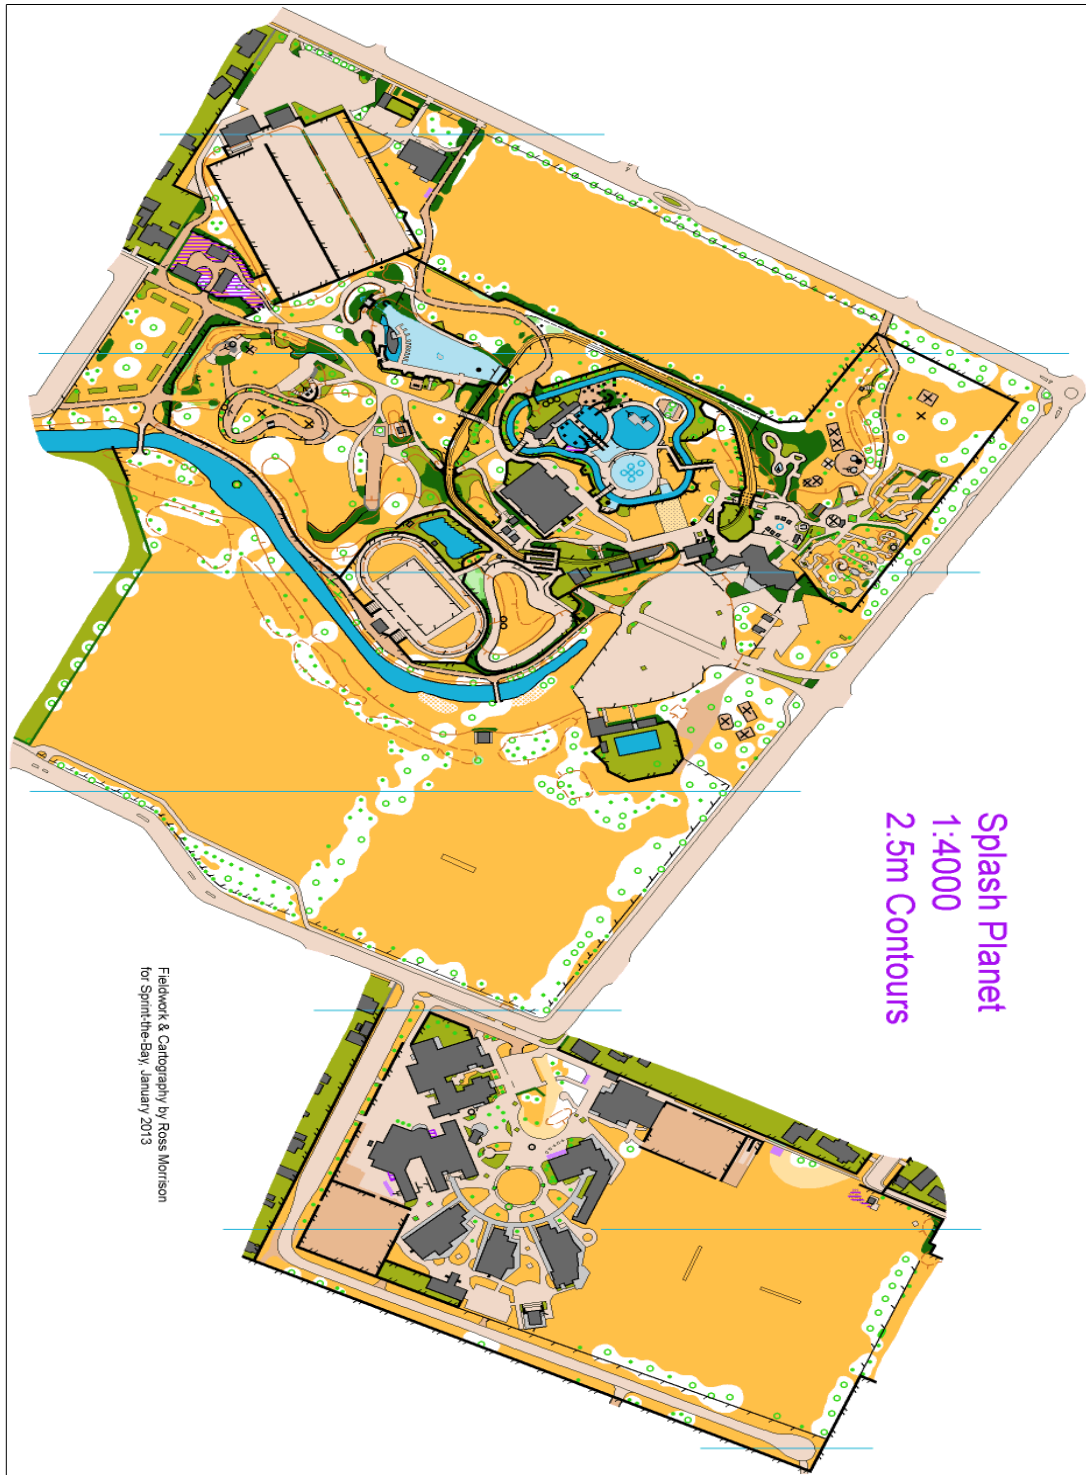 Splash Planet
1:4000
2.5m Contours
Fieldwork & Cartography by Ross Morrison
for Sprint-the-Bay, January 2013